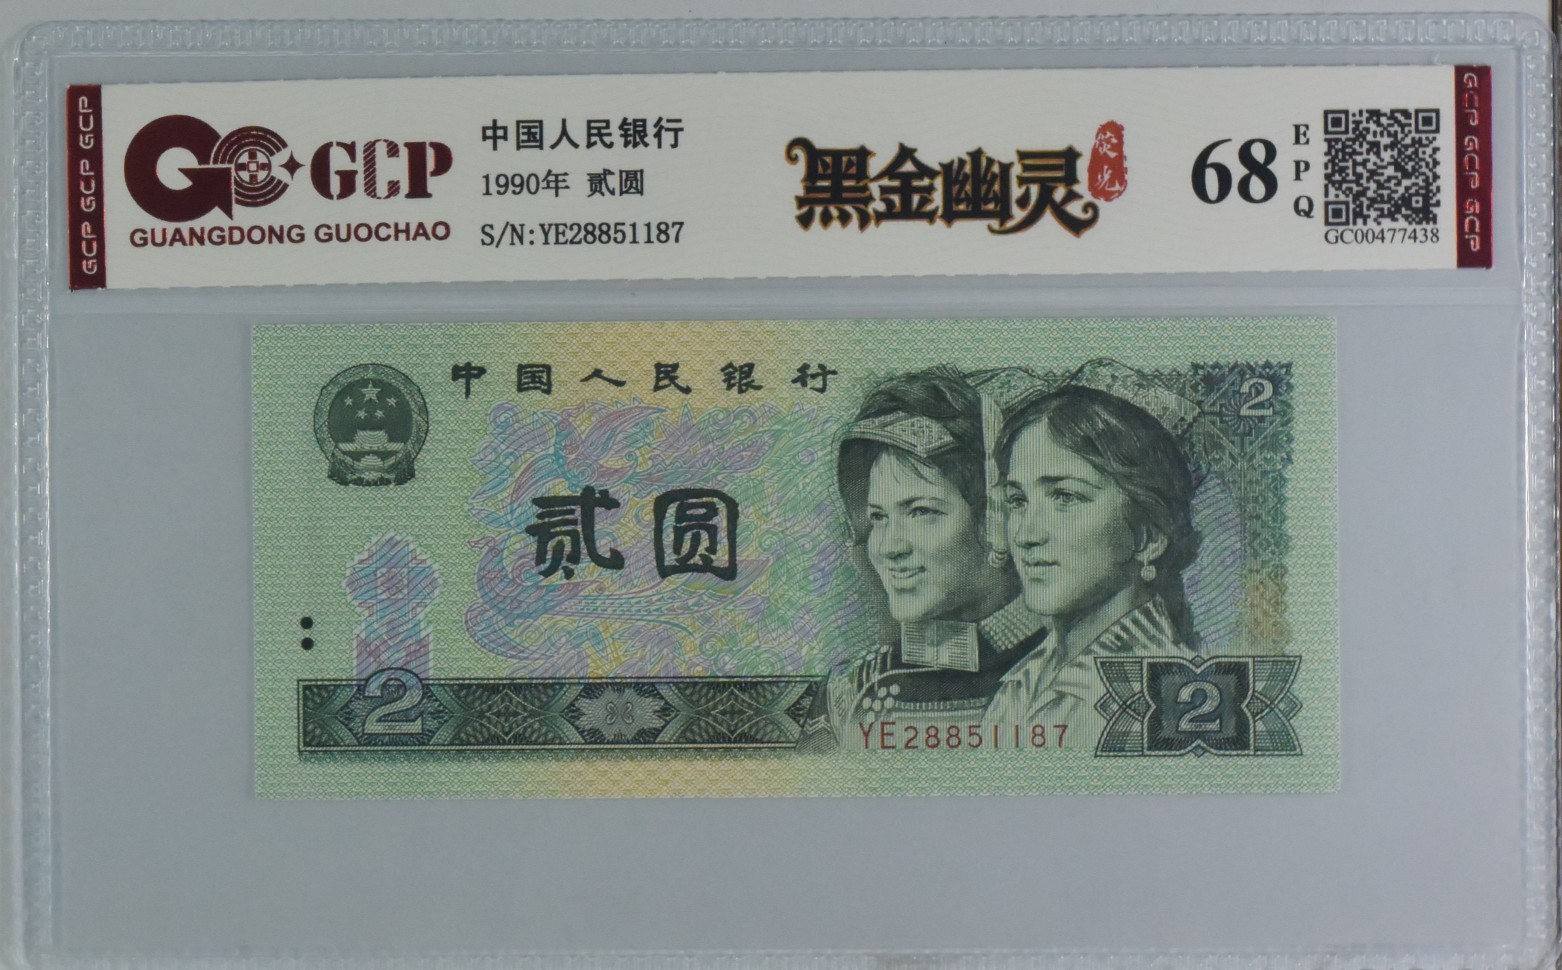 GCP GCP GCP
GCP
GUANGDONG GUOCHAO
中国人民银行
1990年 贰圆
S/N:YE28851187
黑金幽灵
荧光
68
EPQ
GC00477438
GCP GCP GCP
中国人民银行
2
贰圆
2
YE28851187
2